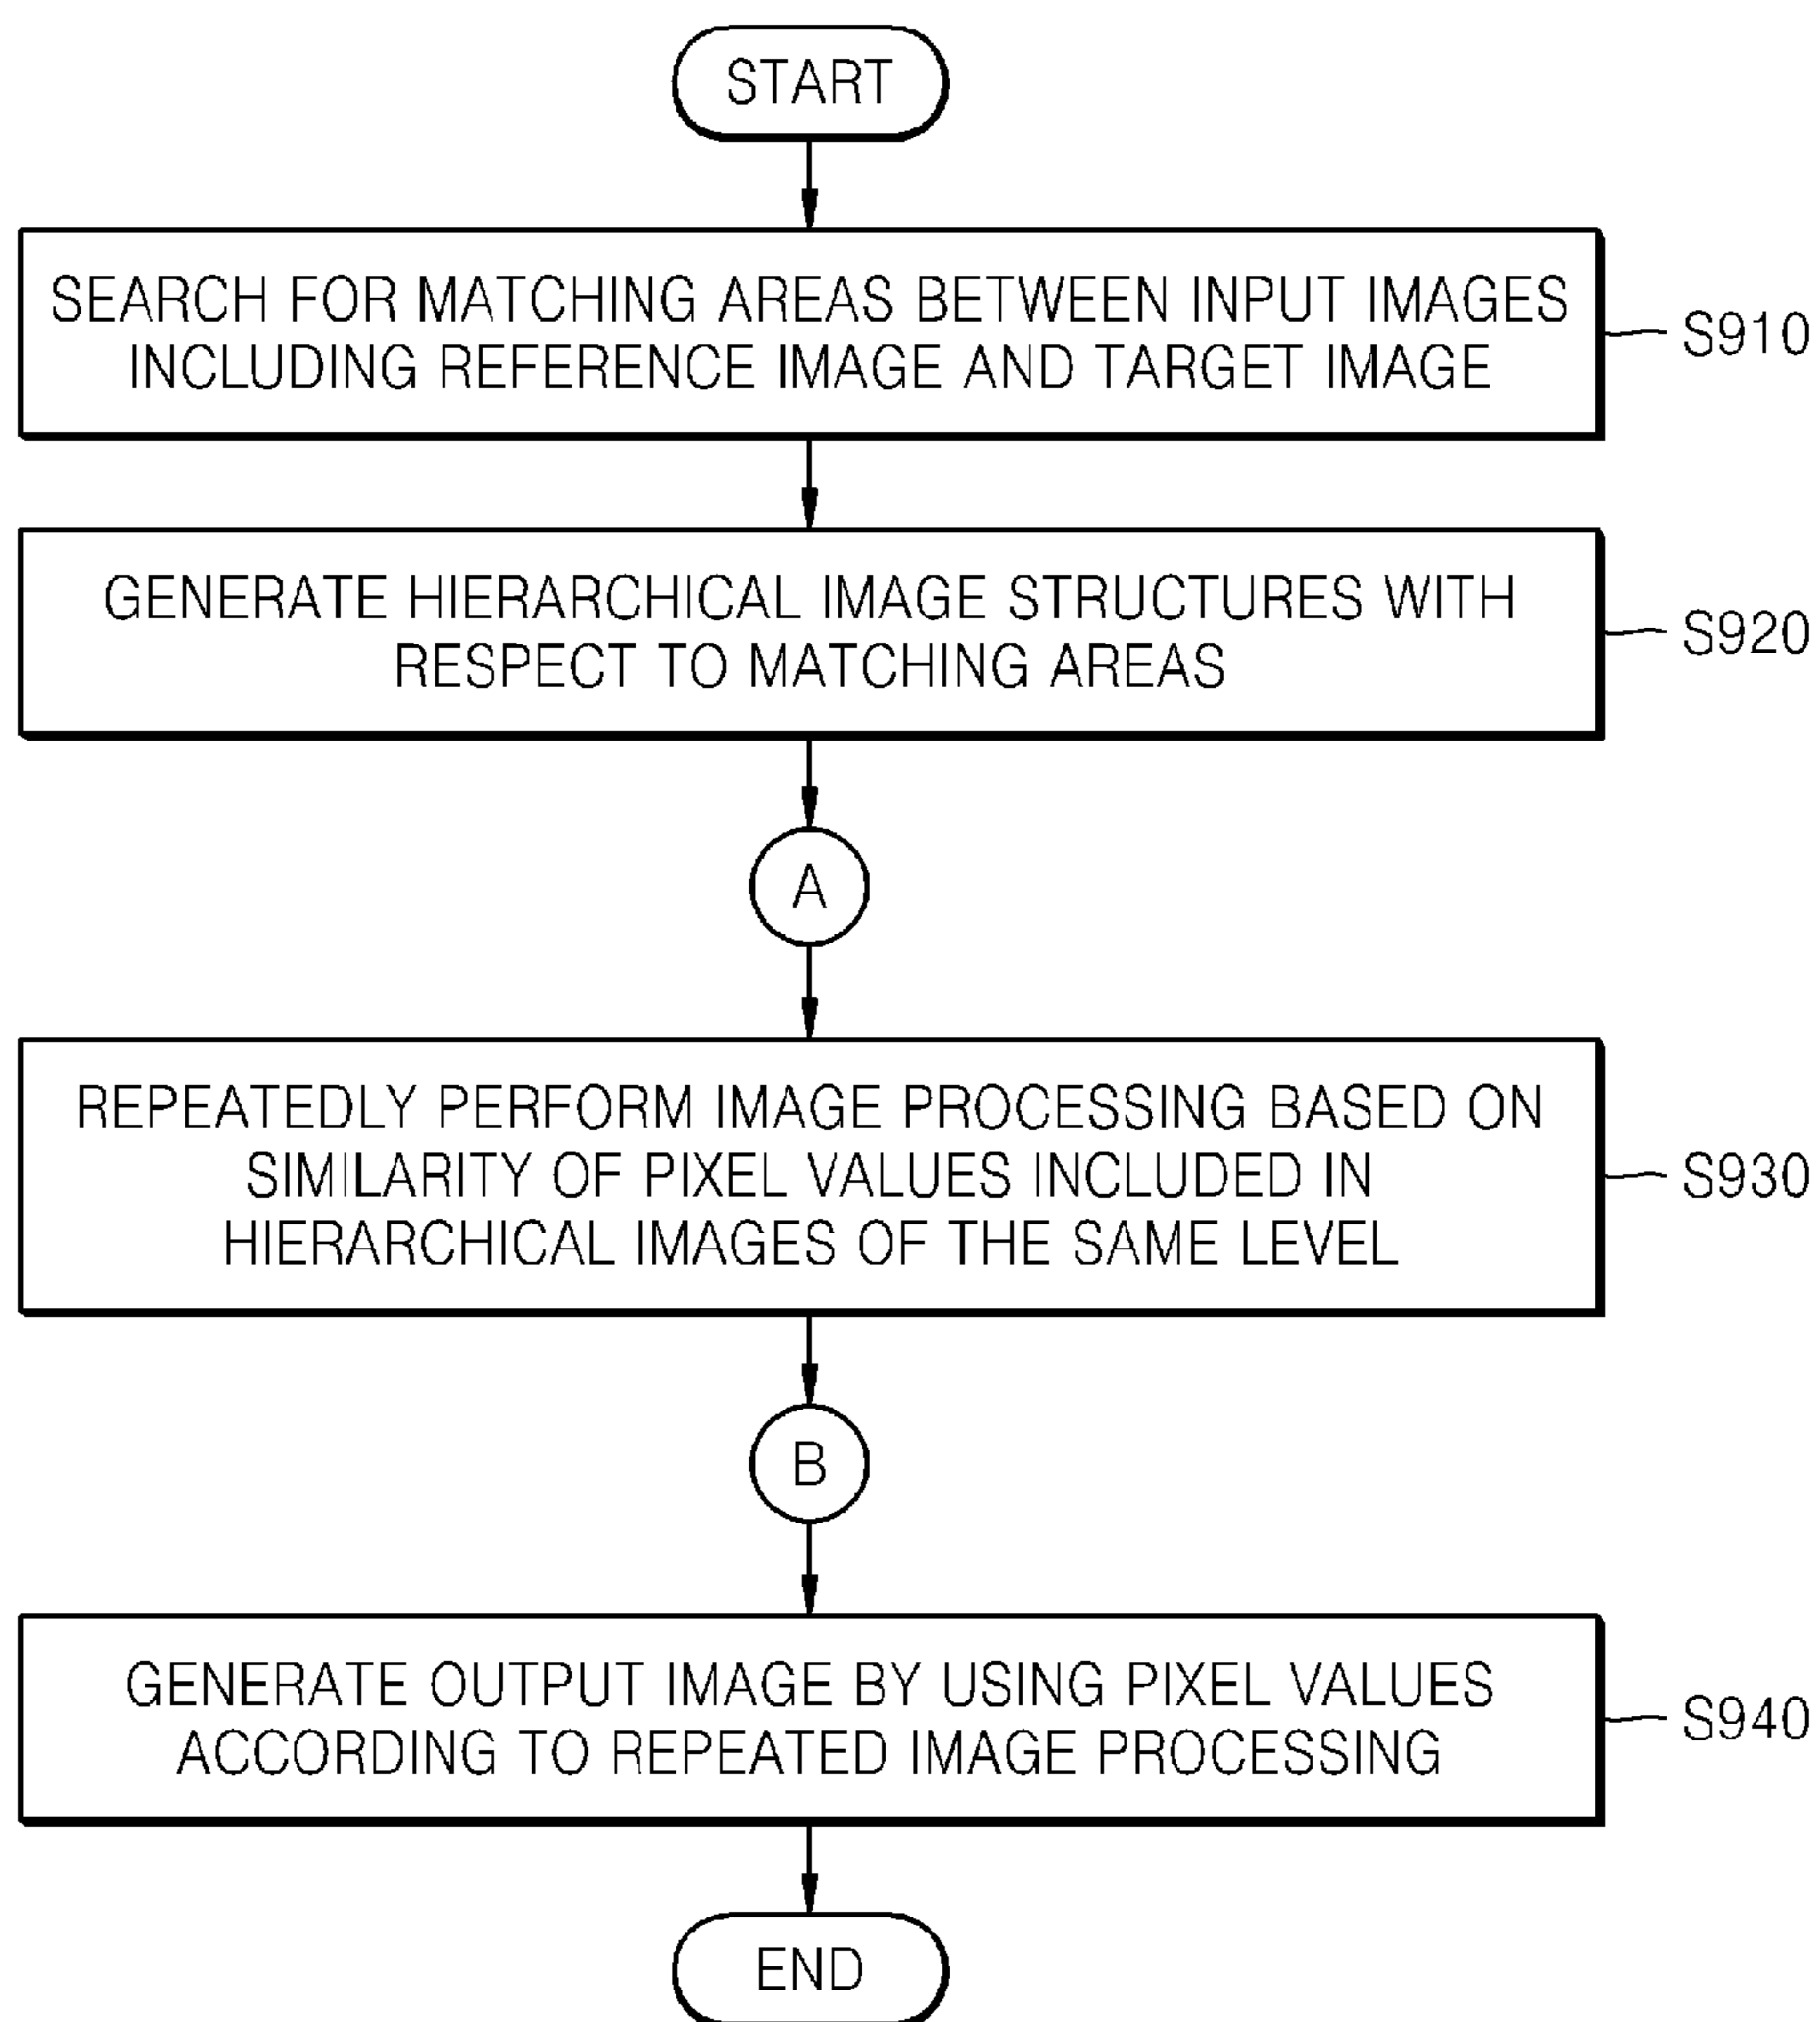 START
SEARCH FOR MATCHING AREAS BETWEEN INPUT IMAGES
INCLUDING REFERENCE IMAGE AND TARGET IMAGE
S910
GENERATE HIERARCHICAL IMAGE STRUCTURES WITH
RESPECT TO MATCHING AREAS
S920
A
REPEATEDLY PERFORM IMAGE PROCESSING BASED ON
SIMILARITY OF PIXEL VALUES INCLUDED IN
HIERARCHICAL IMAGES OF THE SAME LEVEL
S930
B
GENERATE OUTPUT IMAGE BY USING PIXEL VALUES
ACCORDING TO REPEATED IMAGE PROCESSING
S940
END